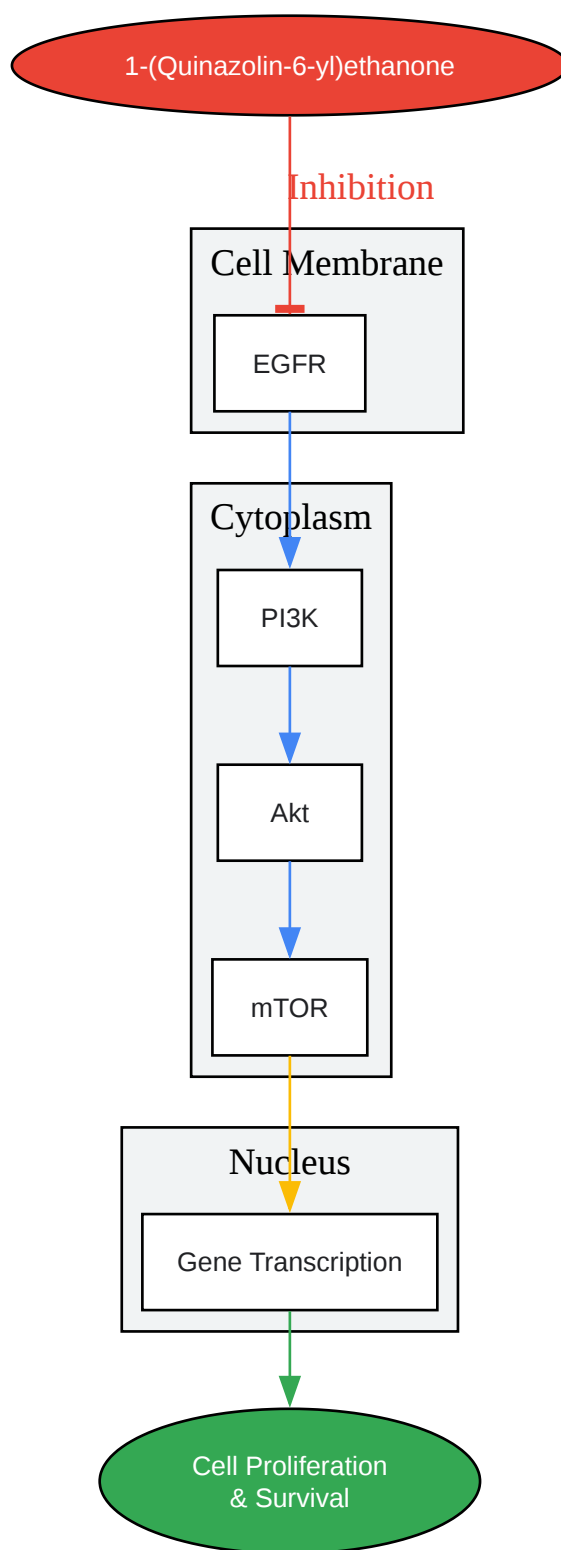 1-(Quinazolin-6-yl)ethanone
Inhibition
Cell Membrane
EGFR
Cytoplasm
PI3K
Akt
mTOR
Nucleus
Gene Transcription
Cell Proliferation
& Survival